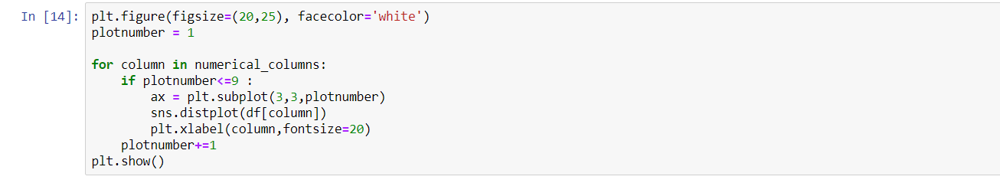 In [14]: plt.figure(figsize=(20,25), facecolor='white')
plotnumber = 1

for column in numerical_columns:
    if plotnumber<=9 :
        ax = plt.subplot(3,3,plotnumber)
        sns.distplot(df[column])
        plt.xlabel(column,fontsize=20)
    plotnumber+=1
plt.show()